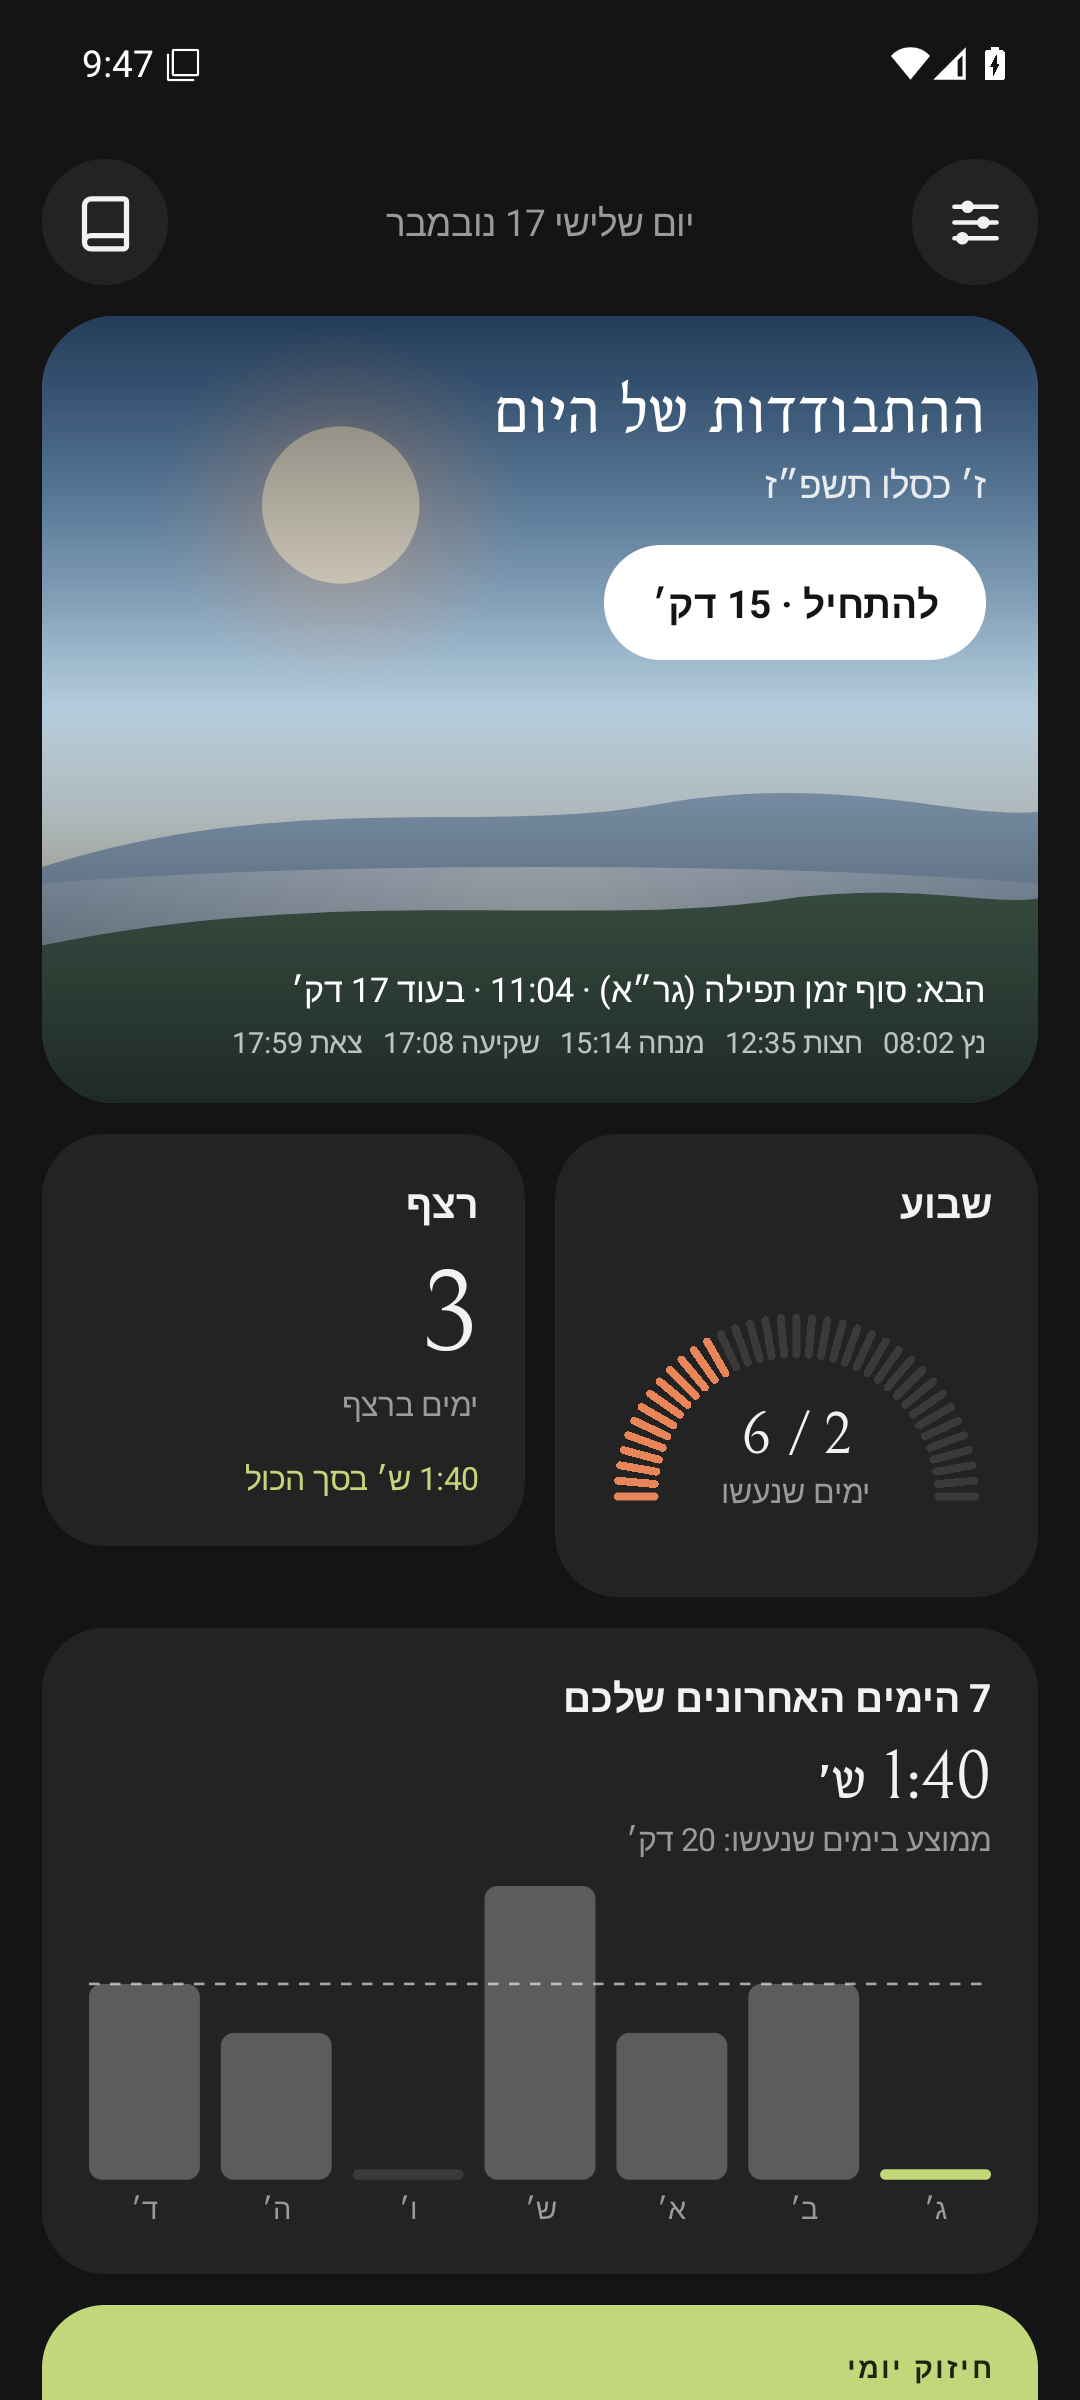 9:47
יום שלישי 17 נובמבר
ההתבודדות של היום
ז׳ כסלו תשפ״ז
להתחיל · 15 דק׳
הבא: סוף זמן תפילה (גר״א) · 11:04 · בעוד 17 דק׳
נץ 08:02 חצות 12:35 מנחה 15:14 שקיעה 17:08 צאת 17:59
שבוע
2 / 6
ימים שנעשו
רצף
3
ימים ברצף
1:40 ש׳ בסך הכול
7 הימים האחרונים שלכם
1:40 ש׳
ממוצע בימים שנעשו: 20 דק׳
ג׳ ב׳ א׳ ש׳ ו׳ ה׳ ד׳
חיזוק יומי